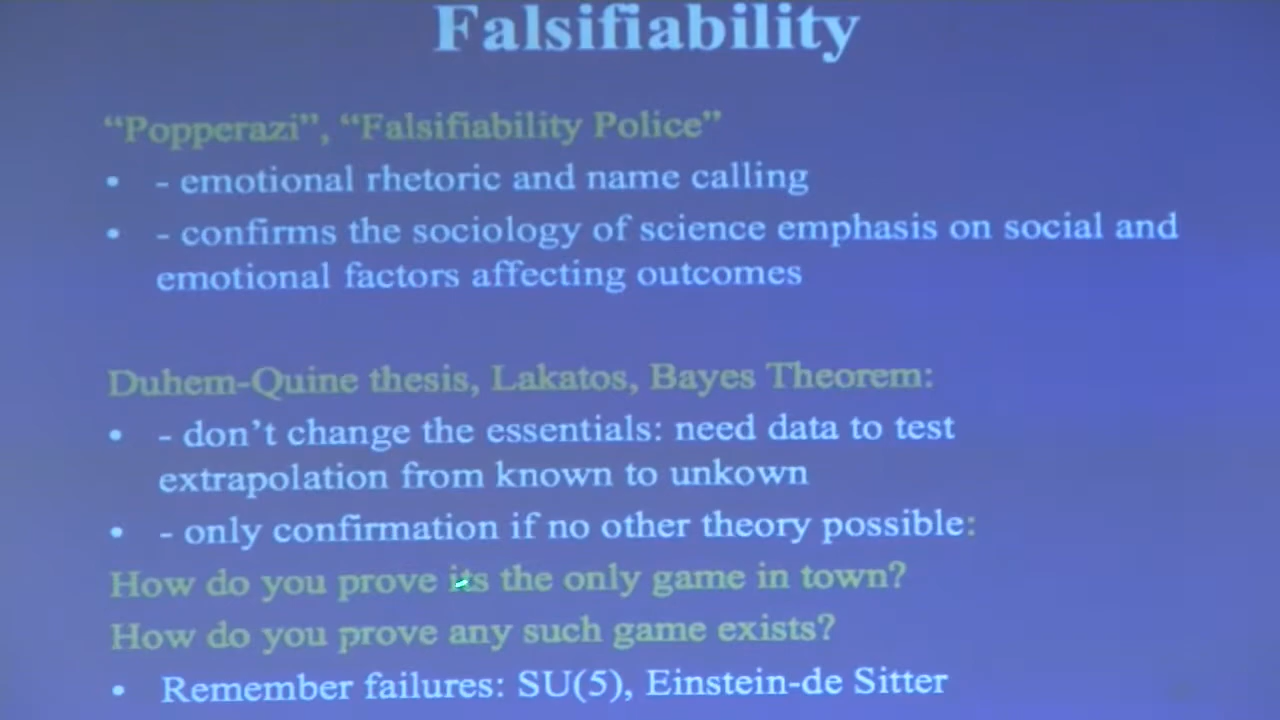 Falsifiability
“Popperazi”, “Falsifiability Police”
• - emotional rhetoric and name calling
• - confirms the sociology of science emphasis on social and
emotional factors affecting outcomes
Duhem-Quine thesis, Lakatos, Bayes Theorem:
• - don’t change the essentials: need data to test
extrapolation from known to unkown
• - only confirmation if no other theory possible:
How do you prove its the only game in town?
How do you prove any such game exists?
• Remember failures: SU(5), Einstein-de Sitter